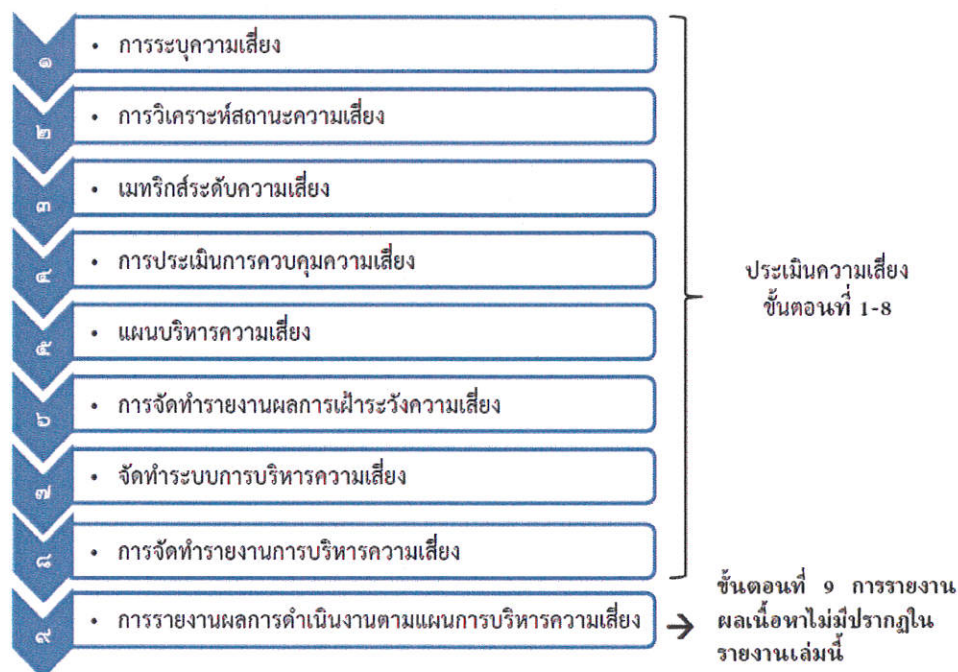 ๑ • การระบุความเสี่ยง
๒ • การวิเคราะห์สถานะความเสี่ยง
๓ • เมทริกส์ระดับความเสี่ยง
๔ • การประเมินการควบคุมความเสี่ยง
๕ • แผนบริหารความเสี่ยง
๖ • การจัดทำรายงานผลการเฝ้าระวังความเสี่ยง
๗ • จัดทำระบบการบริหารความเสี่ยง
๘ • การจัดทำรายงานการบริหารความเสี่ยง
๙ • การรายงานผลการดำเนินงานตามแผนการบริหารความเสี่ยง
ประเมินความเสี่ยง
ขั้นตอนที่ 1-8
ขั้นตอนที่ 9 การรายงาน
ผลเนื้อหาไม่มีปรากฏใน
รายงานเล่มนี้